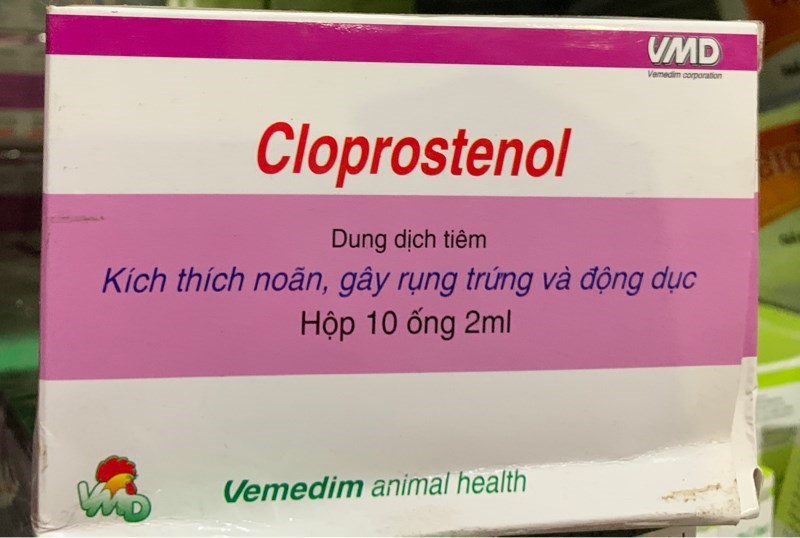 VMD
Vemedim corporation
Cloprostenol
Dung dịch tiêm
Kích thích noãn, gây rụng trứng và động dục
Hộp 10 ống 2ml
VMD
Vemedim animal health